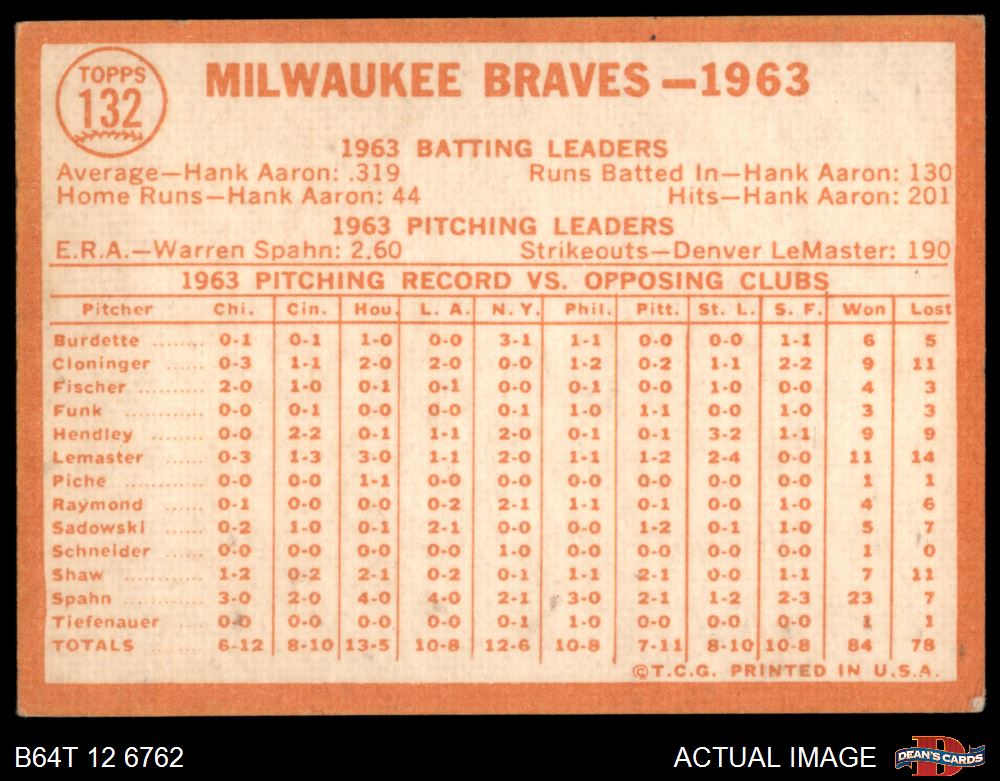 TOPPS
132
MILWAUKEE BRAVES—1963
1963 BATTING LEADERS
Average—Hank Aaron: .319 Runs Batted In—Hank Aaron: 130
Home Runs—Hank Aaron: 44 Hits—Hank Aaron: 201
1963 PITCHING LEADERS
E.R.A.—Warren Spahn: 2.60 Strikeouts—Denver LeMaster: 190
1963 PITCHING RECORD VS. OPPOSING CLUBS
Pitcher Chi. Cin. Hou. L. A. N. Y. Phil. Pitt. St. L. S. F. Won Lost
Burdette ........ 0-1 0-1 1-0 0-0 3-1 1-1 0-0 0-0 1-1 6 5
Cloninger ...... 0-3 1-1 2-0 2-0 0-0 1-2 0-2 1-1 2-2 9 11
Fischer .......... 2-0 1-0 0-1 0-1 0-0 0-1 0-0 1-0 0-0 4 3
Funk .............. 0-0 0-1 0-0 0-0 0-1 1-0 1-1 0-0 1-0 3 3
Hendley ........ 0-0 2-2 0-1 1-1 2-0 0-1 0-1 3-2 1-1 9 9
Lemaster ...... 0-3 1-3 3-0 1-1 2-0 1-1 1-2 2-4 0-0 11 14
Piche ............ 0-0 0-0 1-1 0-0 0-0 0-0 0-0 0-0 0-0 1 1
Raymond ...... 0-1 0-0 0-0 0-2 2-1 1-1 0-1 0-0 1-0 4 6
Sadowski ...... 0-2 1-0 0-1 2-1 0-0 0-0 1-2 0-1 1-0 5 7
Schneider ...... 0-0 0-0 0-0 0-0 1-0 0-0 0-0 0-0 0-0 1 0
Shaw ............ 1-2 0-2 2-1 0-2 0-1 1-1 2-1 0-0 1-1 7 11
Spahn ............ 3-0 2-0 4-0 4-0 2-1 3-0 2-1 1-2 2-3 23 7
Tiefenauer .... 0-0 0-0 0-0 0-0 0-1 1-0 0-0 0-0 0-0 1 1
TOTALS ........ 6-12 8-10 13-5 10-8 12-6 10-8 7-11 8-10 10-8 84 78
©T.C.G. PRINTED IN U.S.A.
B64T 12 6762 ACTUAL IMAGE DEAN'S CARDS